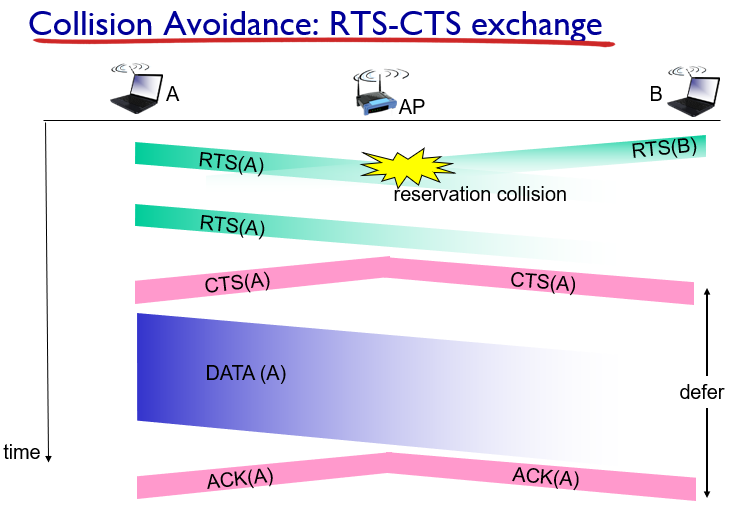 Collision Avoidance: RTS-CTS exchange
A
AP
B
RTS(A)
RTS(B)
reservation collision
RTS(A)
CTS(A)
CTS(A)
DATA (A)
defer
time
ACK(A)
ACK(A)